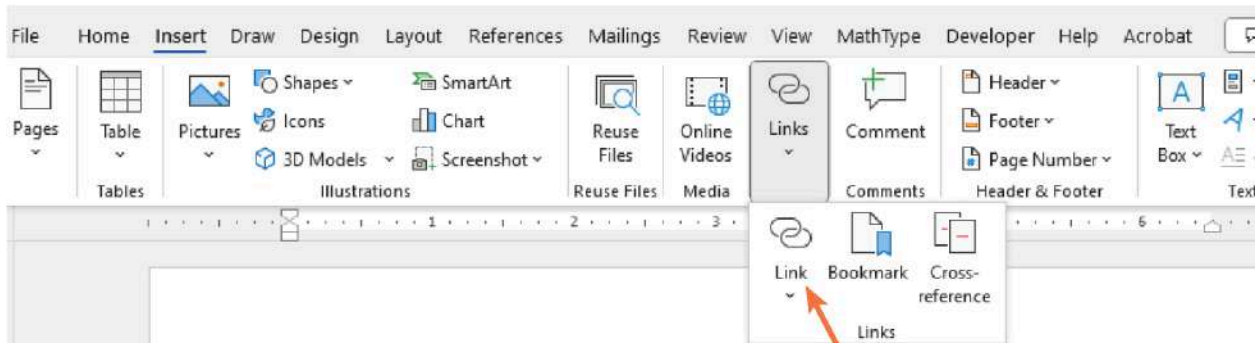 File Home Insert Draw Design Layout References Mailings Review View MathType Developer Help Acrobat
Pages
Table
Pictures
Shapes
Icons
3D Models
SmartArt
Chart
Screenshot
Reuse
Files
Online
Videos
Links
Comment
Header
Footer
Page Number
Text
Box
Tables Illustrations Reuse Files Media Comments Header & Footer Text
1 2 3 6
Link
Bookmark
Cross-
reference
Links